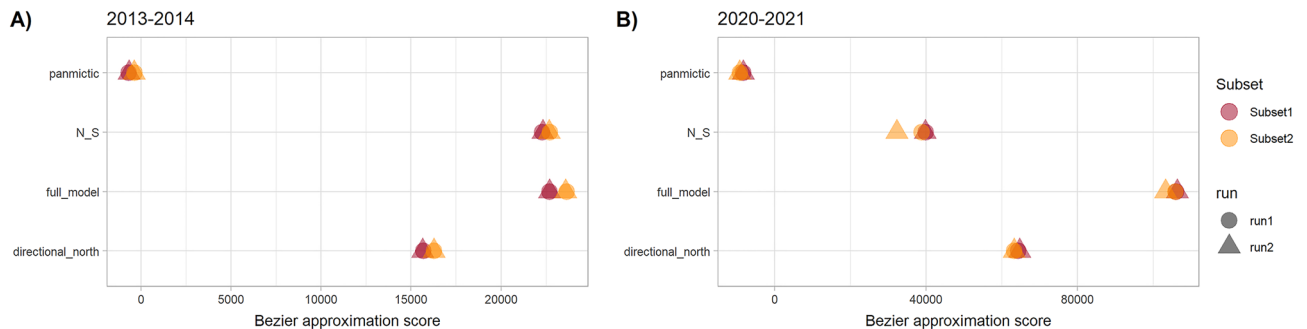 A)
2013-2014
panmictic
N_S
full_model
directional_north
0
5000
10000
15000
20000
Bezier approximation score
B)
2020-2021
panmictic
N_S
full_model
directional_north
0
40000
80000
Bezier approximation score
Subset
Subset1
Subset2
run
run1
run2